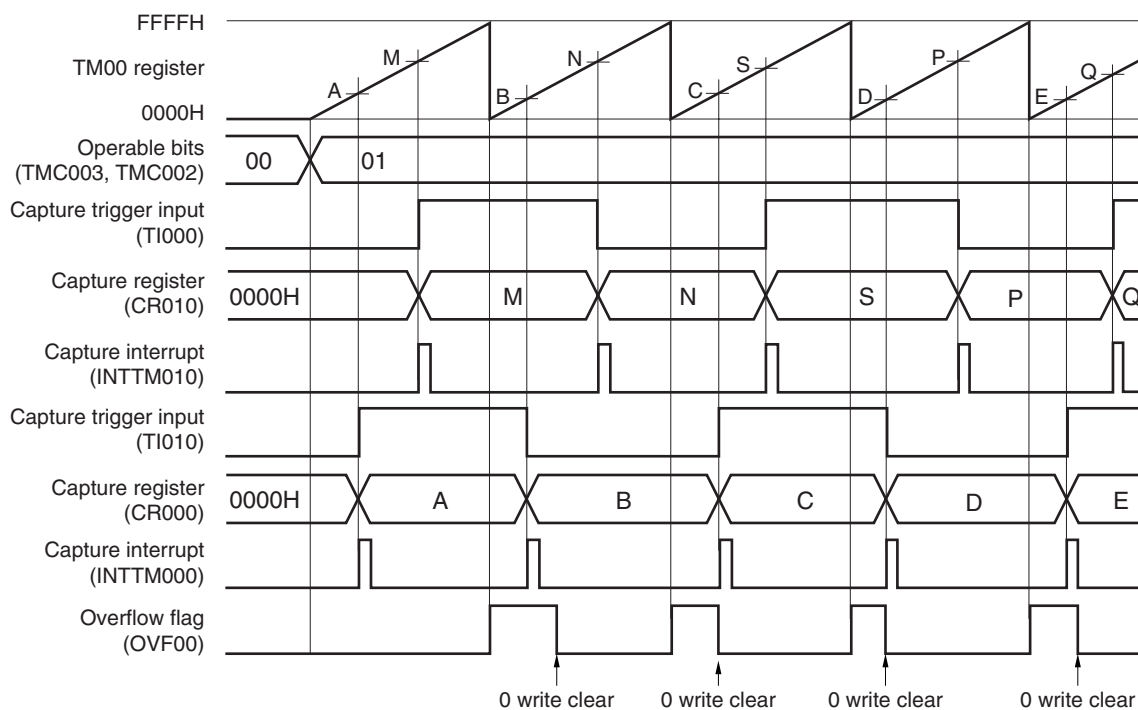 FFFFH
TM00 register
0000H
A M B N C S D P E Q
Operable bits
(TMC003, TMC002)
00 01
Capture trigger input
(TI000)
Capture register
(CR010)
0000H M N S P Q
Capture interrupt
(INTTM010)
Capture trigger input
(TI010)
Capture register
(CR000)
0000H A B C D E
Capture interrupt
(INTTM000)
Overflow flag
(OVF00)
0 write clear 0 write clear 0 write clear 0 write clear